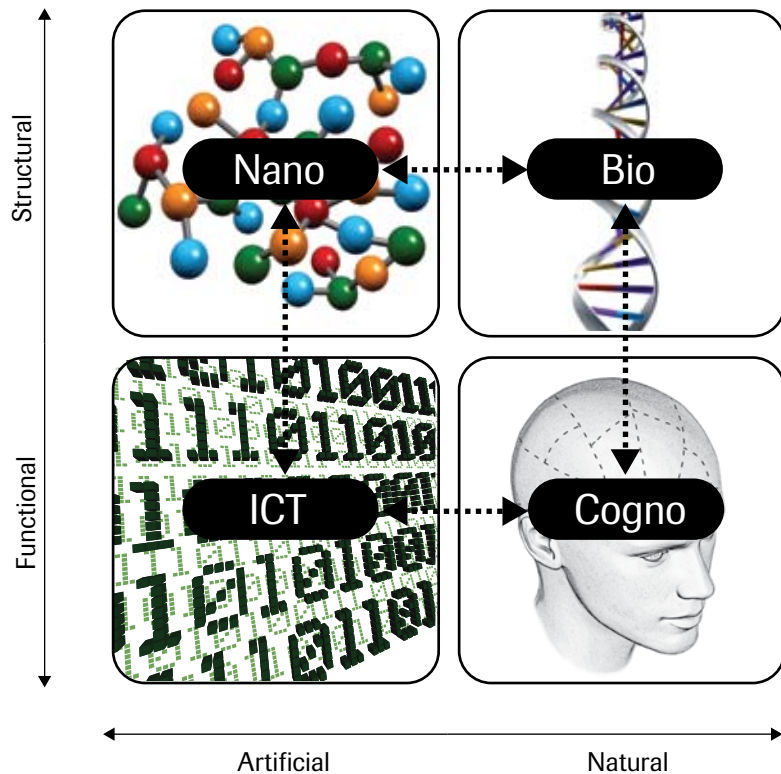 Structural
Nano
Bio
Functional
ICT
Cogno
Artificial
Natural